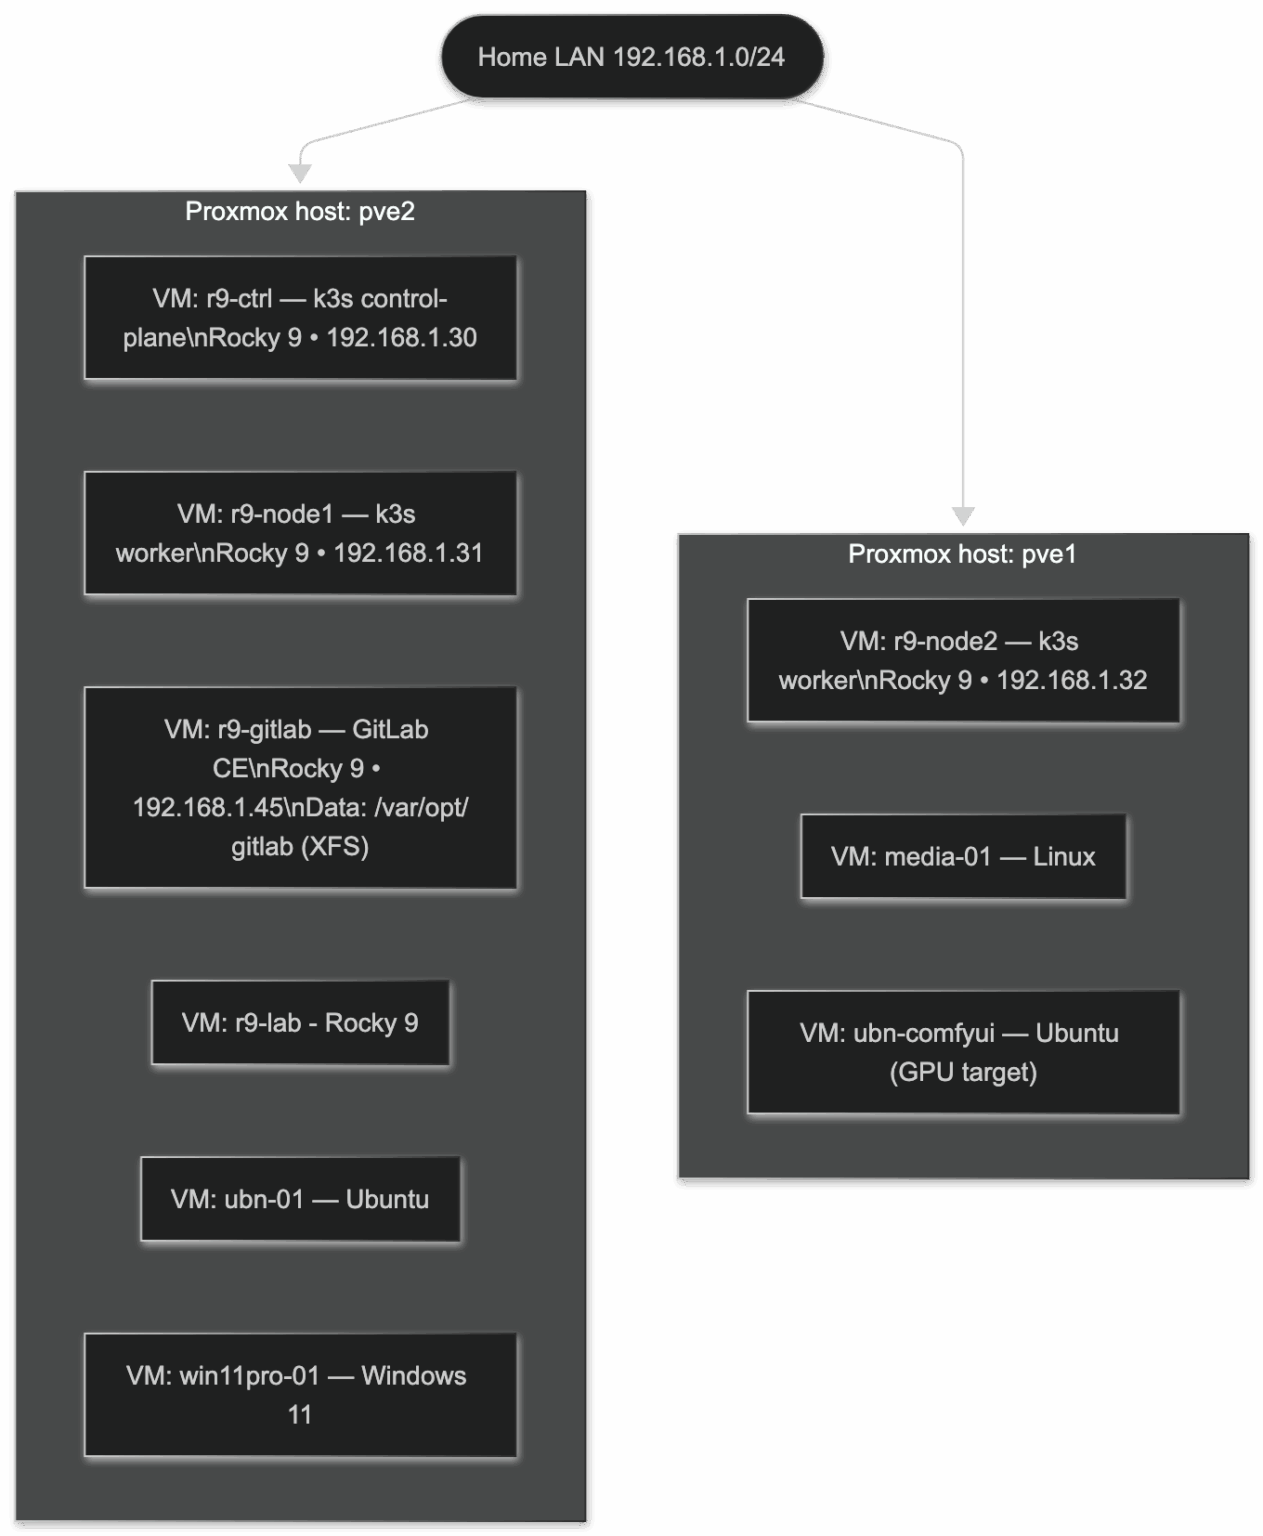 Home LAN 192.168.1.0/24
Proxmox host: pve2
VM: r9-ctrl — k3s control-
plane\nRocky 9 • 192.168.1.30
VM: r9-node1 — k3s
worker\nRocky 9 • 192.168.1.31
VM: r9-gitlab — GitLab
CE\nRocky 9 •
192.168.1.45\nData: /var/opt/
gitlab (XFS)
VM: r9-lab - Rocky 9
VM: ubn-01 — Ubuntu
VM: win11pro-01 — Windows
11
Proxmox host: pve1
VM: r9-node2 — k3s
worker\nRocky 9 • 192.168.1.32
VM: media-01 — Linux
VM: ubn-comfyui — Ubuntu
(GPU target)